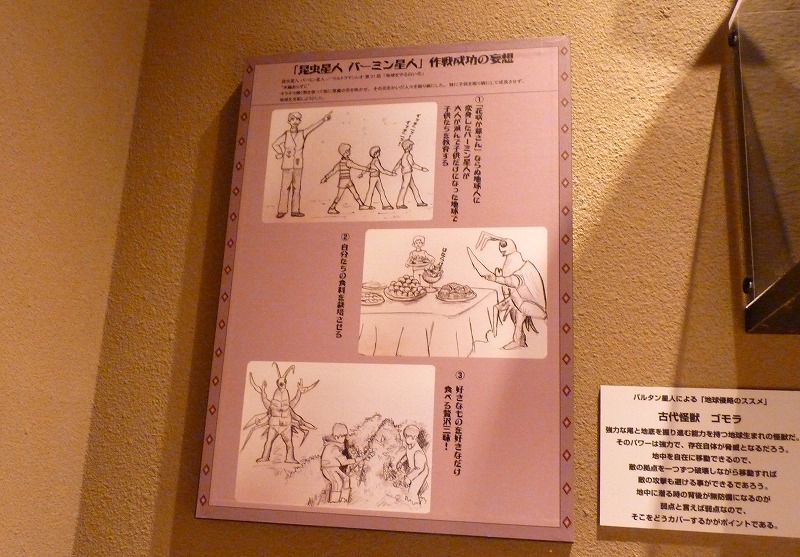 「昆虫星人 バーミン星人」作戦成功の妄想
地球を支配しようとした。
①「花咲か爺さん」ならぬ地球人に
変身したバーミン星人が
大人が滅んで子供だけになった地球で
子供たちを教育する
② 自分たちの食料を栽培させる
③ 好きなものを好きなだけ
食べる贅沢三昧!
バルタン星人による「地球侵略のススメ」
古代怪獣 ゴモラ
強力な尾と地底を掘り進む能力を持つ地球生まれの怪獣だ。
そのパワーは強力で、存在自体が脅威となるだろう。
地中を自在に移動できるので、
敵の拠点を一つずつ破壊しながら移動すれば
敵の攻撃も避ける事ができるであろう。
地中に潜る時の背後が無防備になるのが
弱点と言えば弱点なので、
そこをどうカバーするかがポイントである。